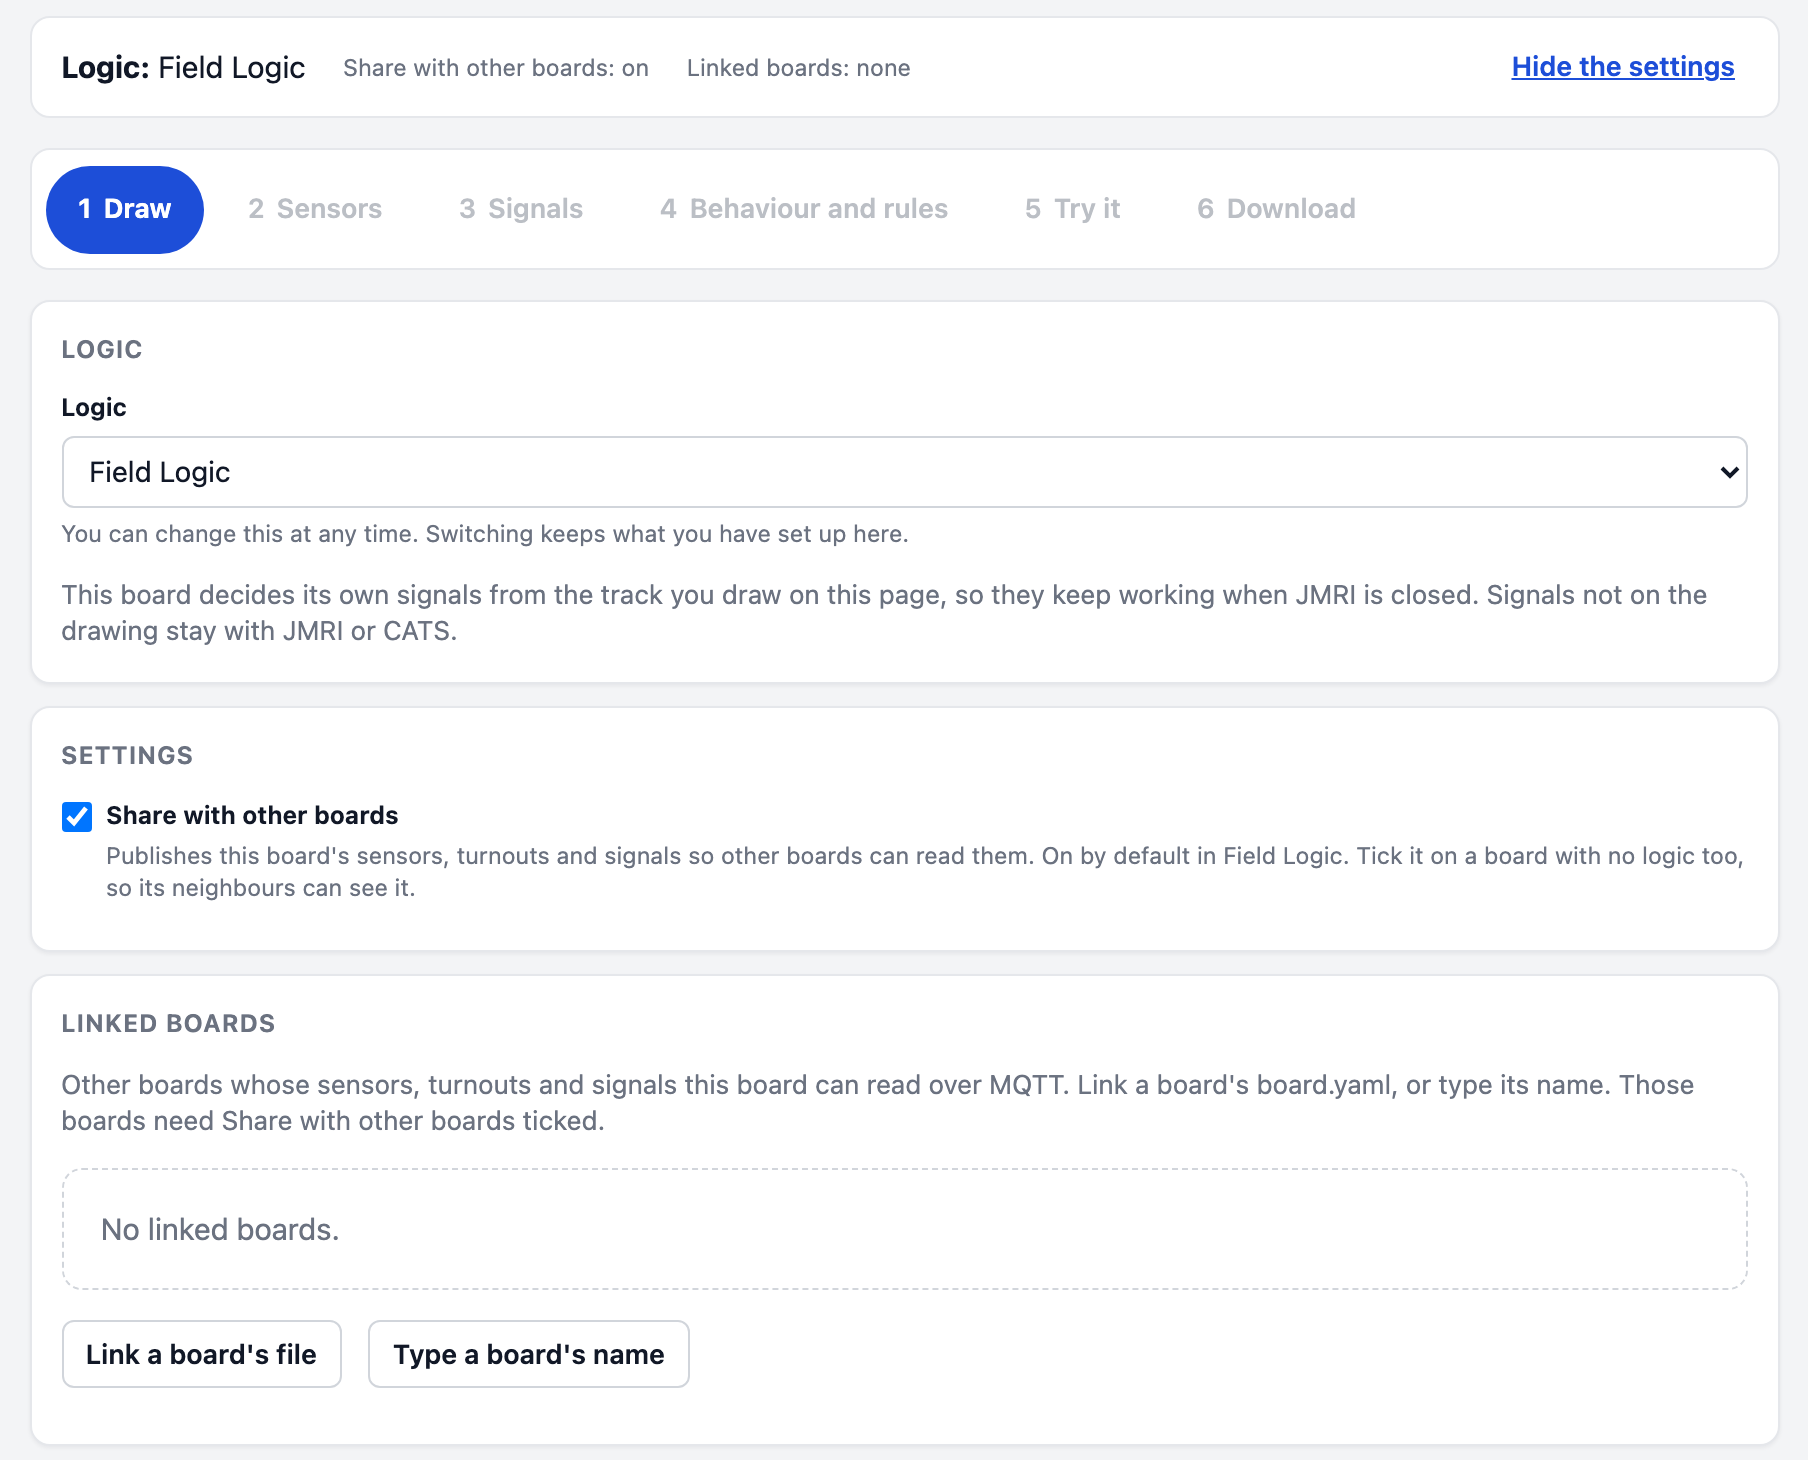 Logic: Field Logic Share with other boards: on Linked boards: none Hide the settings
1 Draw 2 Sensors 3 Signals 4 Behaviour and rules 5 Try it 6 Download
LOGIC
Logic
Field Logic
You can change this at any time. Switching keeps what you have set up here.
This board decides its own signals from the track you draw on this page, so they keep working when JMRI is closed. Signals not on the
drawing stay with JMRI or CATS.
SETTINGS
Share with other boards
Publishes this board's sensors, turnouts and signals so other boards can read them. On by default in Field Logic. Tick it on a board with no logic too,
so its neighbours can see it.
LINKED BOARDS
Other boards whose sensors, turnouts and signals this board can read over MQTT. Link a board's board.yaml, or type its name. Those
boards need Share with other boards ticked.
No linked boards.
Link a board's file Type a board's name